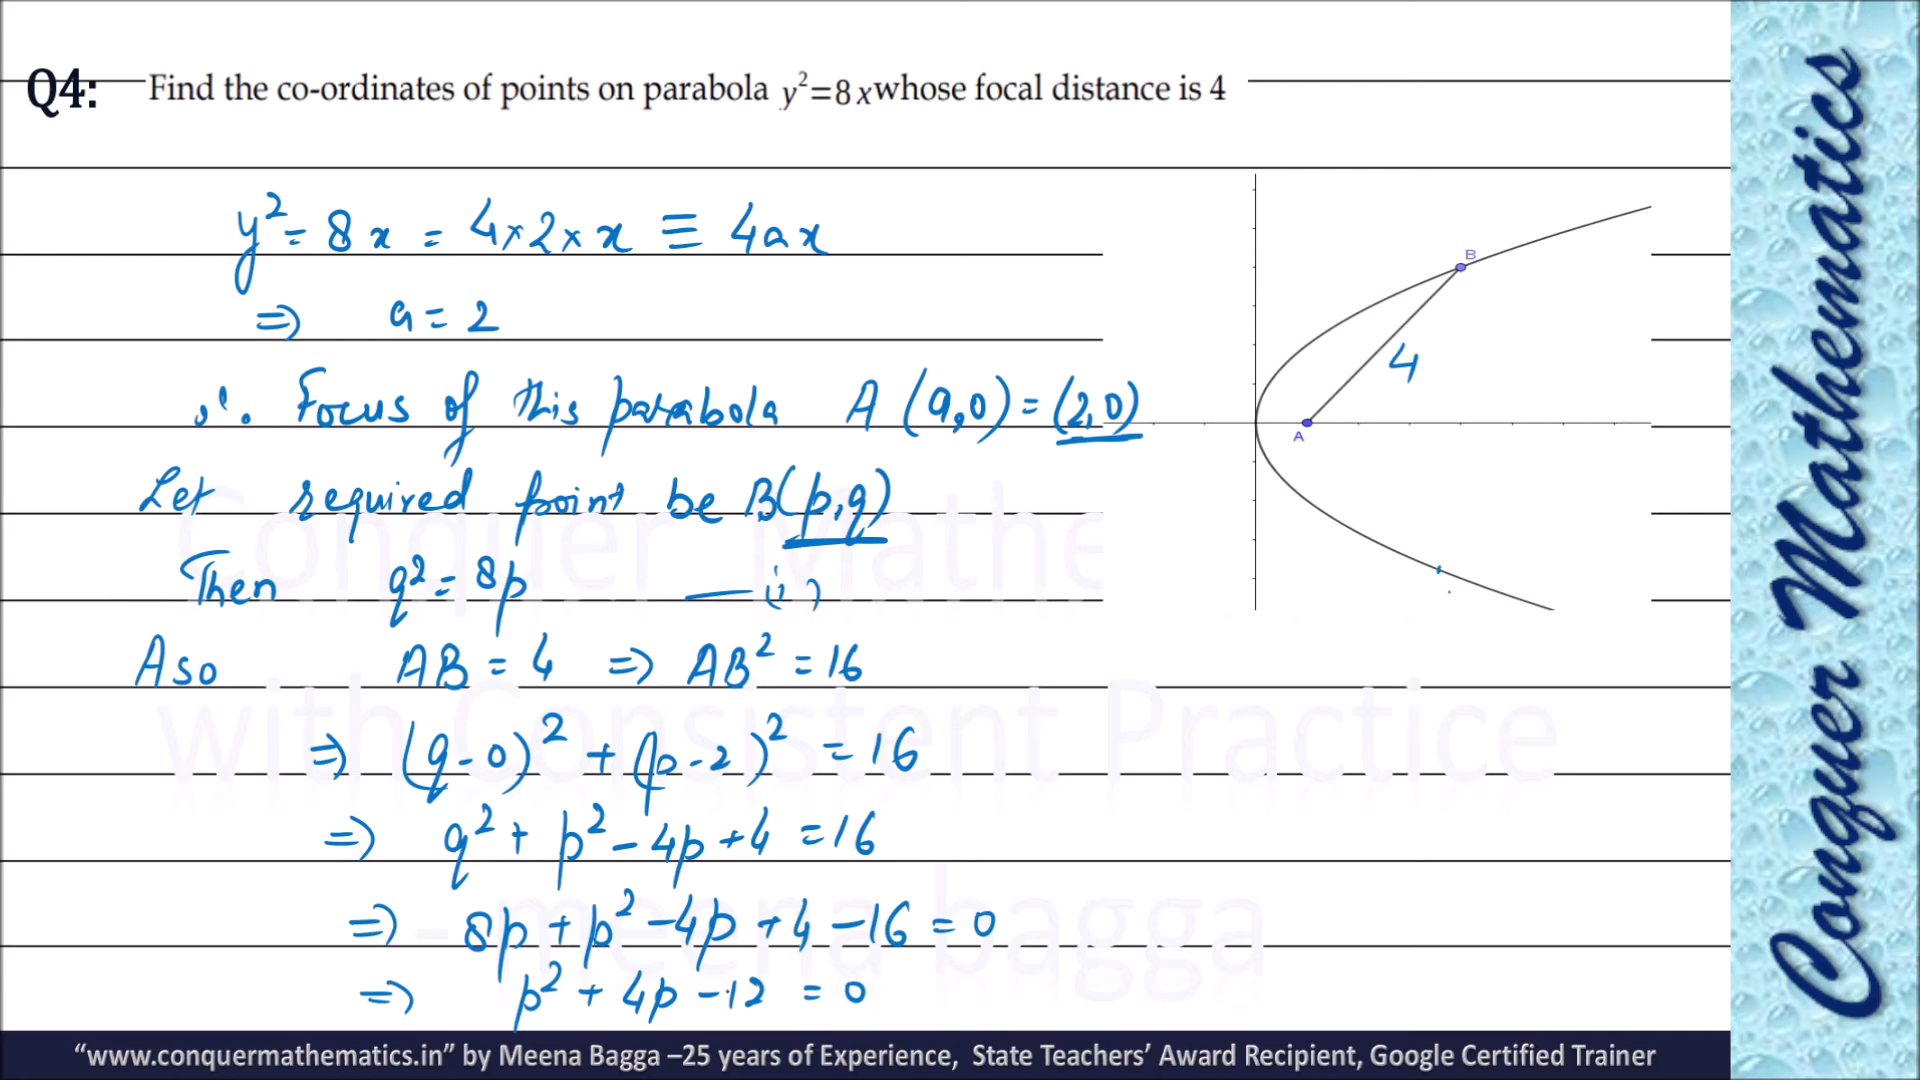 Q4: Find the co-ordinates of points on parabola y²=8x whose focal distance is 4
y² = 8x = 4×2×x ≡ 4ax
⇒ a = 2
∴ Focus of this parabola A (a,0) = (2,0)
Let required point be B(p,q)
Then q² = 8p —(i)
Aso AB = 4 ⇒ AB² = 16
⇒ (q-0)² + (p-2)² = 16
⇒ q² + p² - 4p + 4 = 16
⇒ 8p + p² - 4p + 4 - 16 = 0
⇒ p² + 4p - 12 = 0
B
4
A
Conquer Mathe
with Consistent Practice
- meena bagga
Conquer Mathematics
“www.conquermathematics.in” by Meena Bagga –25 years of Experience, State Teachers’ Award Recipient, Google Certified Trainer